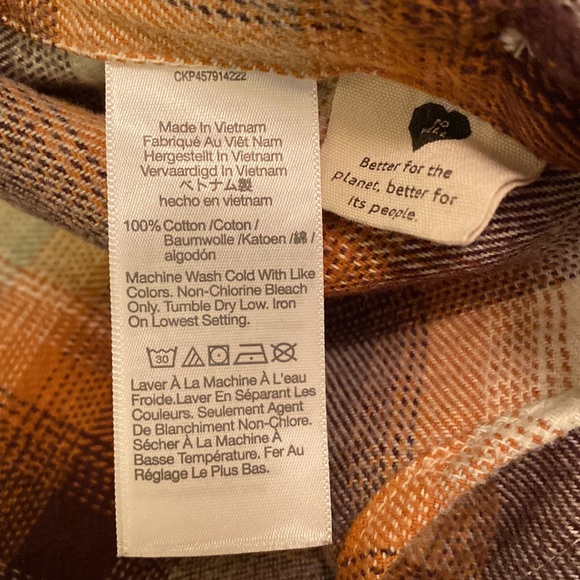 CKP457914222
Made In Vietnam
Fabriqué Au Viêt Nam
Hergestellt In Vietnam
Vervaardigd In Vietnam
ベトナム製
hecho en vietnam
100% Cotton /Coton /
Baumwolle /Katoen /綿 /
algodón
Machine Wash Cold With Like
Colors. Non-Chlorine Bleach
Only. Tumble Dry Low. Iron
On Lowest Setting.
30
Laver À La Machine À L'eau
Froide.Laver En Séparant Les
Couleurs. Seulement Agent
De Blanchiment Non-Chlore.
Sécher À La Machine À
Basse Température. Fer Au
Réglage Le Plus Bas.
DO
Better for the
planet, better for
its people.